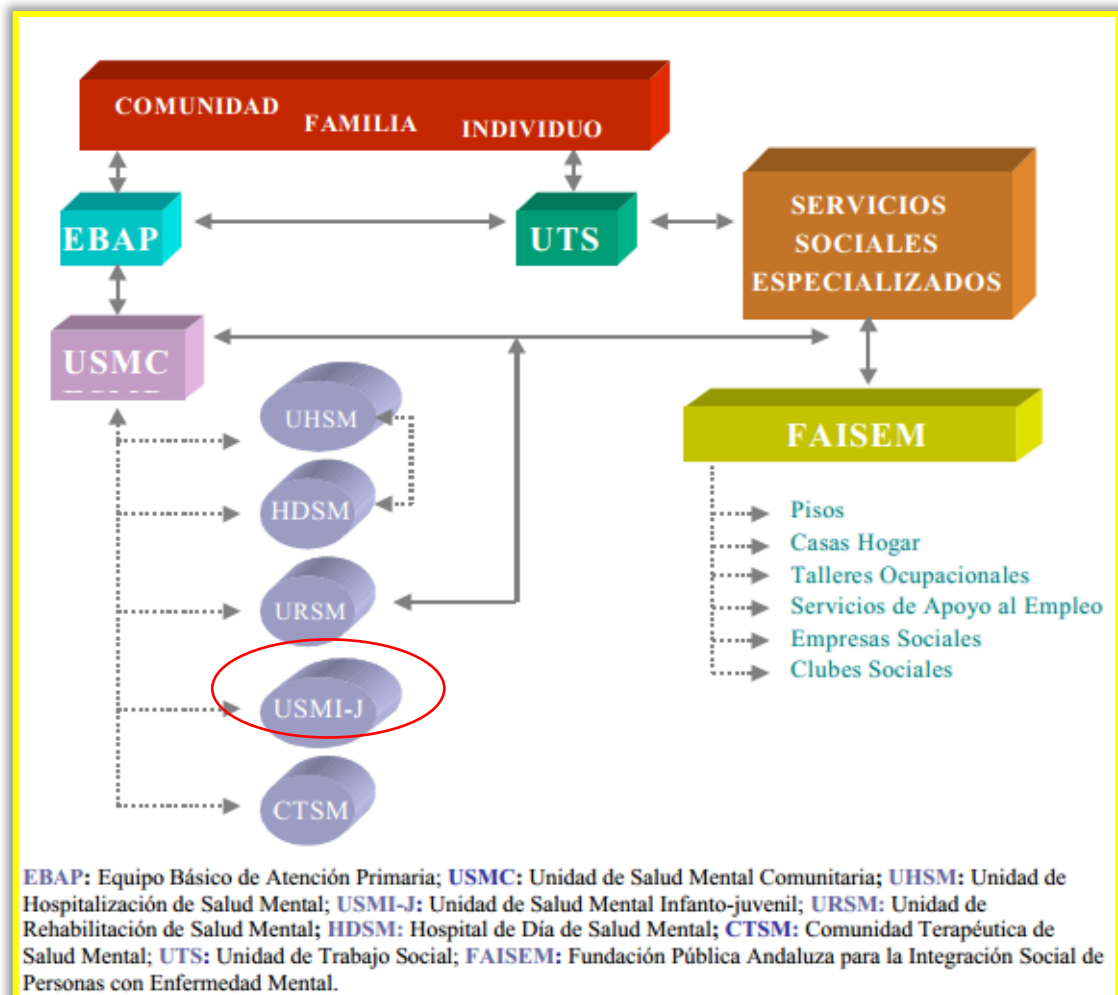 COMUNIDAD FAMILIA INDIVIDUO
EBAP
UTS
SERVICIOS
SOCIALES
ESPECIALIZADOS
USMC
UHSM
HDSM
URSM
USMI-J
CTSM
FAISEM
Pisos
Casas Hogar
Talleres Ocupacionales
Servicios de Apoyo al Empleo
Empresas Sociales
Clubes Sociales
EBAP: Equipo Básico de Atención Primaria; USMC: Unidad de Salud Mental Comunitaria; UHSM: Unidad de
Hospitalización de Salud Mental; USMI-J: Unidad de Salud Mental Infanto-juvenil; URSM: Unidad de
Rehabilitación de Salud Mental; HDSM: Hospital de Día de Salud Mental; CTSM: Comunidad Terapéutica de
Salud Mental; UTS: Unidad de Trabajo Social; FAISEM: Fundación Pública Andaluza para la Integración Social de
Personas con Enfermedad Mental.